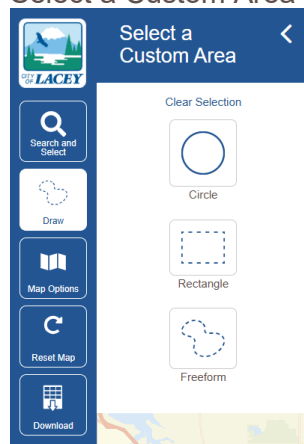 Select a Custom Area
Select a
Custom Area
CITY
OF LACEY
Search and
Select
Draw
Map Options
Reset Map
Download
Clear Selection
Circle
Rectangle
Freeform